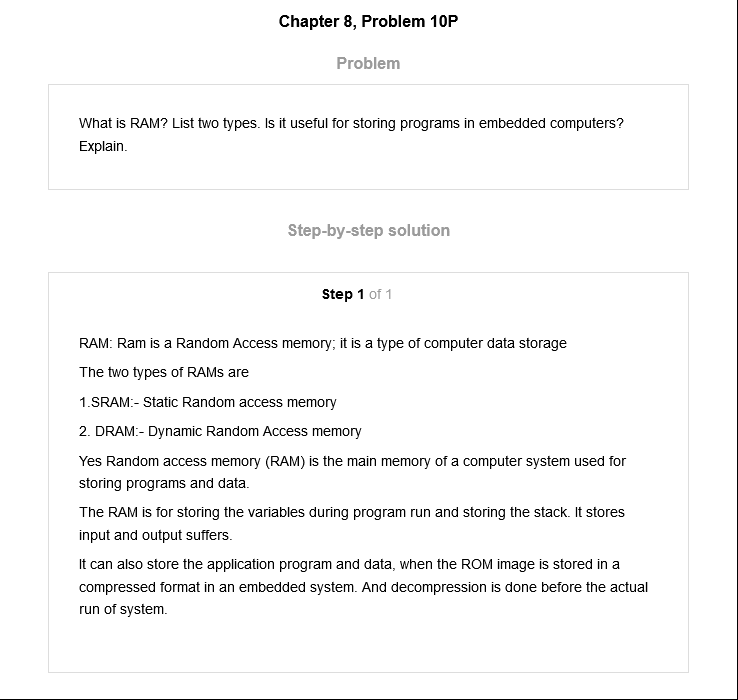 Chapter 8, Problem 10P
Problem
What is RAM? List two types. Is it useful for storing programs in embedded computers?
Explain.
Step-by-step solution
Step 1 of 1
RAM: Ram is a Random Access memory; it is a type of computer data storage
The two types of RAMs are
1.SRAM:- Static Random access memory
2. DRAM:- Dynamic Random Access memory
Yes Random access memory (RAM) is the main memory of a computer system used for
storing programs and data.
The RAM is for storing the variables during program run and storing the stack. It stores
input and output suffers.
It can also store the application program and data, when the ROM image is stored in a
compressed format in an embedded system. And decompression is done before the actual
run of system.